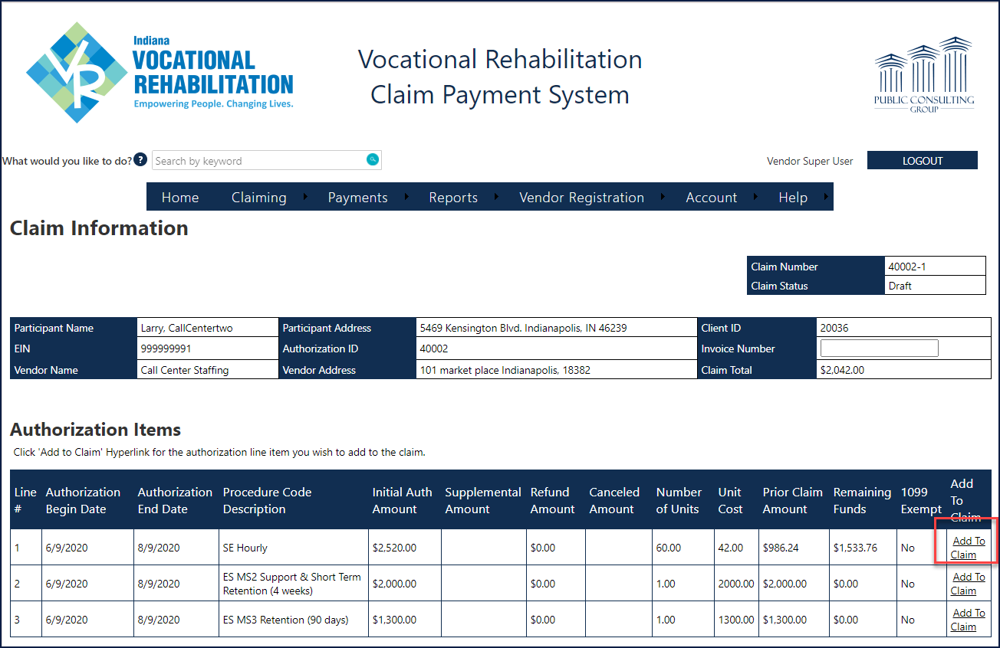 Indiana
VOCATIONAL
REHABILITATION
Empowering People. Changing Lives.
VR
Vocational Rehabilitation
Claim Payment System
PUBLIC CONSULTING
GROUP
What would you like to do? ? Search by keyword
Vendor Super User LOGOUT
Home Claiming Payments Reports Vendor Registration Account Help
Claim Information
Claim Number 40002-1
Claim Status Draft
Participant Name Larry, CallCentertwo Participant Address 5469 Kensington Blvd. Indianapolis, IN 46239 Client ID 20036
EIN 999999991 Authorization ID 40002 Invoice Number
Vendor Name Call Center Staffing Vendor Address 101 market place Indianapolis, 18382 Claim Total $2,042.00
Authorization Items
Click 'Add to Claim' Hyperlink for the authorization line item you wish to add to the claim.
Line # Authorization Begin Date Authorization End Date Procedure Code Description Initial Auth Amount Supplemental Amount Refund Amount Canceled Amount Number of Units Unit Cost Prior Claim Amount Remaining Funds 1099 Exempt Add To Claim
1 6/9/2020 8/9/2020 SE Hourly $2,520.00 $0.00 60.00 42.00 $986.24 $1,533.76 No Add To Claim
2 6/9/2020 8/9/2020 ES MS2 Support & Short Term Retention (4 weeks) $2,000.00 $0.00 1.00 2000.00 $2,000.00 $0.00 No Add To Claim
3 6/9/2020 8/9/2020 ES MS3 Retention (90 days) $1,300.00 $0.00 1.00 1300.00 $1,300.00 $0.00 No Add To Claim